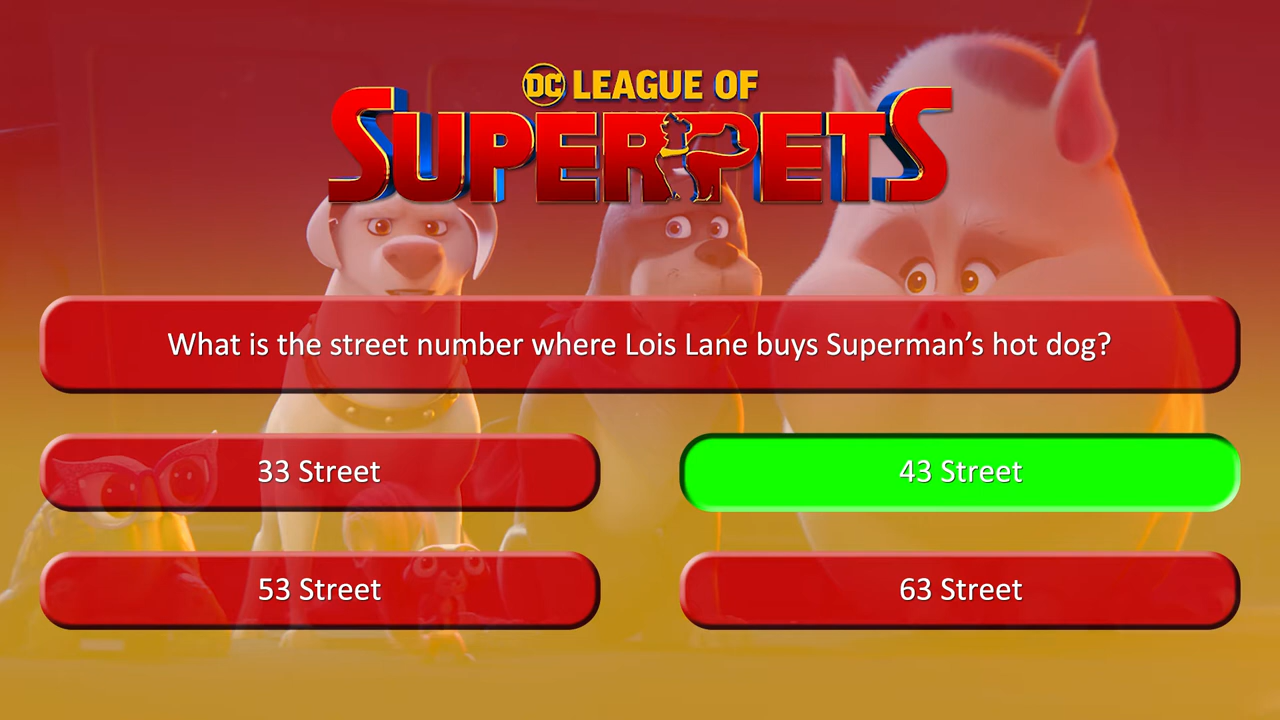 DC LEAGUE OF
SUPERPETS
What is the street number where Lois Lane buys Superman’s hot dog?
33 Street
43 Street
53 Street
63 Street